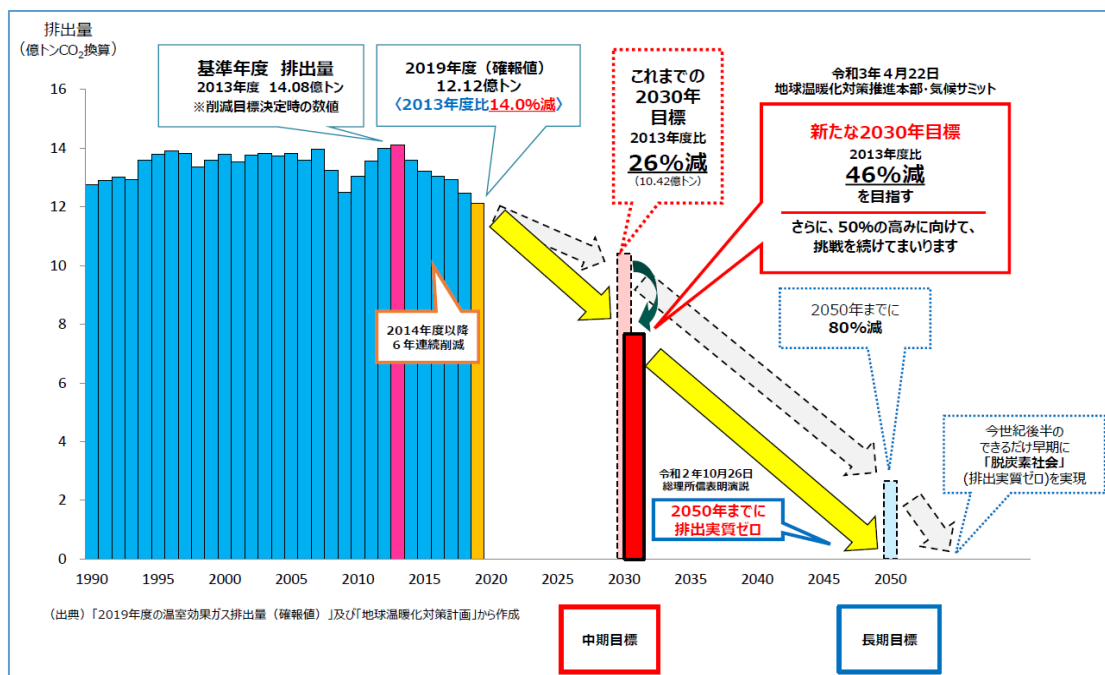 排出量
（億トンCO₂換算）
基準年度 排出量
2013年度 14.08億トン
※削減目標決定時の数値
2019年度（確報値）
12.12億トン
〈2013年度比14.0%減〉
これまでの
2030年
目標
2013年度比
26%減
（10.42億トン）
令和3年４月22日
地球温暖化対策推進本部・気候サミット
新たな2030年目標
2013年度比
46%減
を目指す
さらに、50%の高みに向けて、
挑戦を続けてまいります
16
14
12
10
8
6
4
2
0
2014年度以降
６年連続削減
2050年までに
80%減
今世紀後半の
できるだけ早期に
「脱炭素社会」
(排出実質ゼロ)を実現
令和２年10月26日
総理所信表明演説
2050年までに
排出実質ゼロ
1990
1995
2000
2005
2010
2015
2020
2025
2030
2035
2040
2045
2050
（出典）「2019年度の温室効果ガス排出量（確報値）」及び「地球温暖化対策計画」から作成
中期目標
長期目標